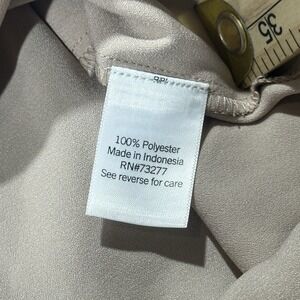 100% Polyester
Made in Indonesia
RN#73277
See reverse for care
35